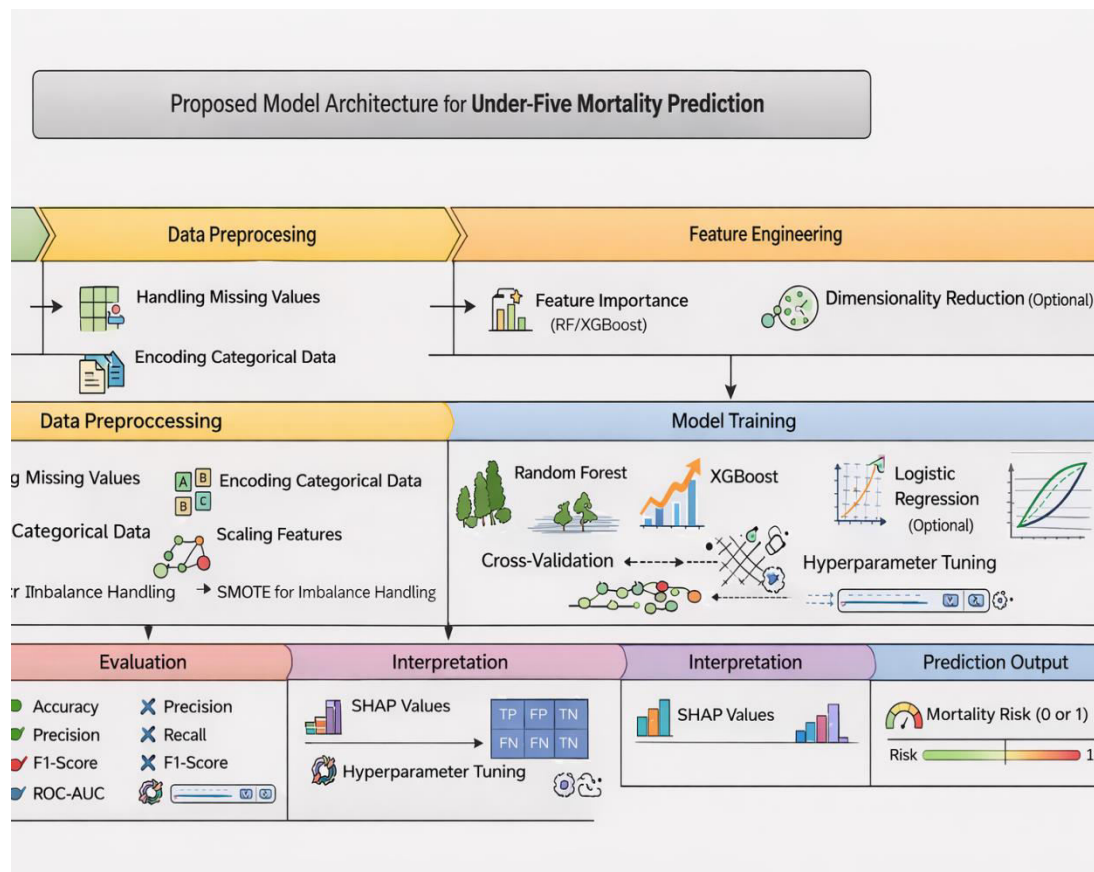 Proposed Model Architecture for Under-Five Mortality Prediction
Data Preprocesing
Feature Engineering
Handling Missing Values
Encoding Categorical Data
Feature Importance
(RF/XGBoost)
Dimensionality Reduction (Optional)
Data Preproccessing
Model Training
g Missing Values
A B
B C
Encoding Categorical Data
Categorical Data
Scaling Features
Inbalance Handling
SMOTE for Imbalance Handling
Random Forest
XGBoost
Logistic
Regression
(Optional)
Cross-Validation
Hyperparameter Tuning
Evaluation
Interpretation
Interpretation
Prediction Output
Accuracy
Precision
Precision
Recall
F1-Score
F1-Score
ROC-AUC
SHAP Values
TP FP TN
FN FN TN
Hyperparameter Tuning
SHAP Values
Mortality Risk (0 or 1)
Risk 1